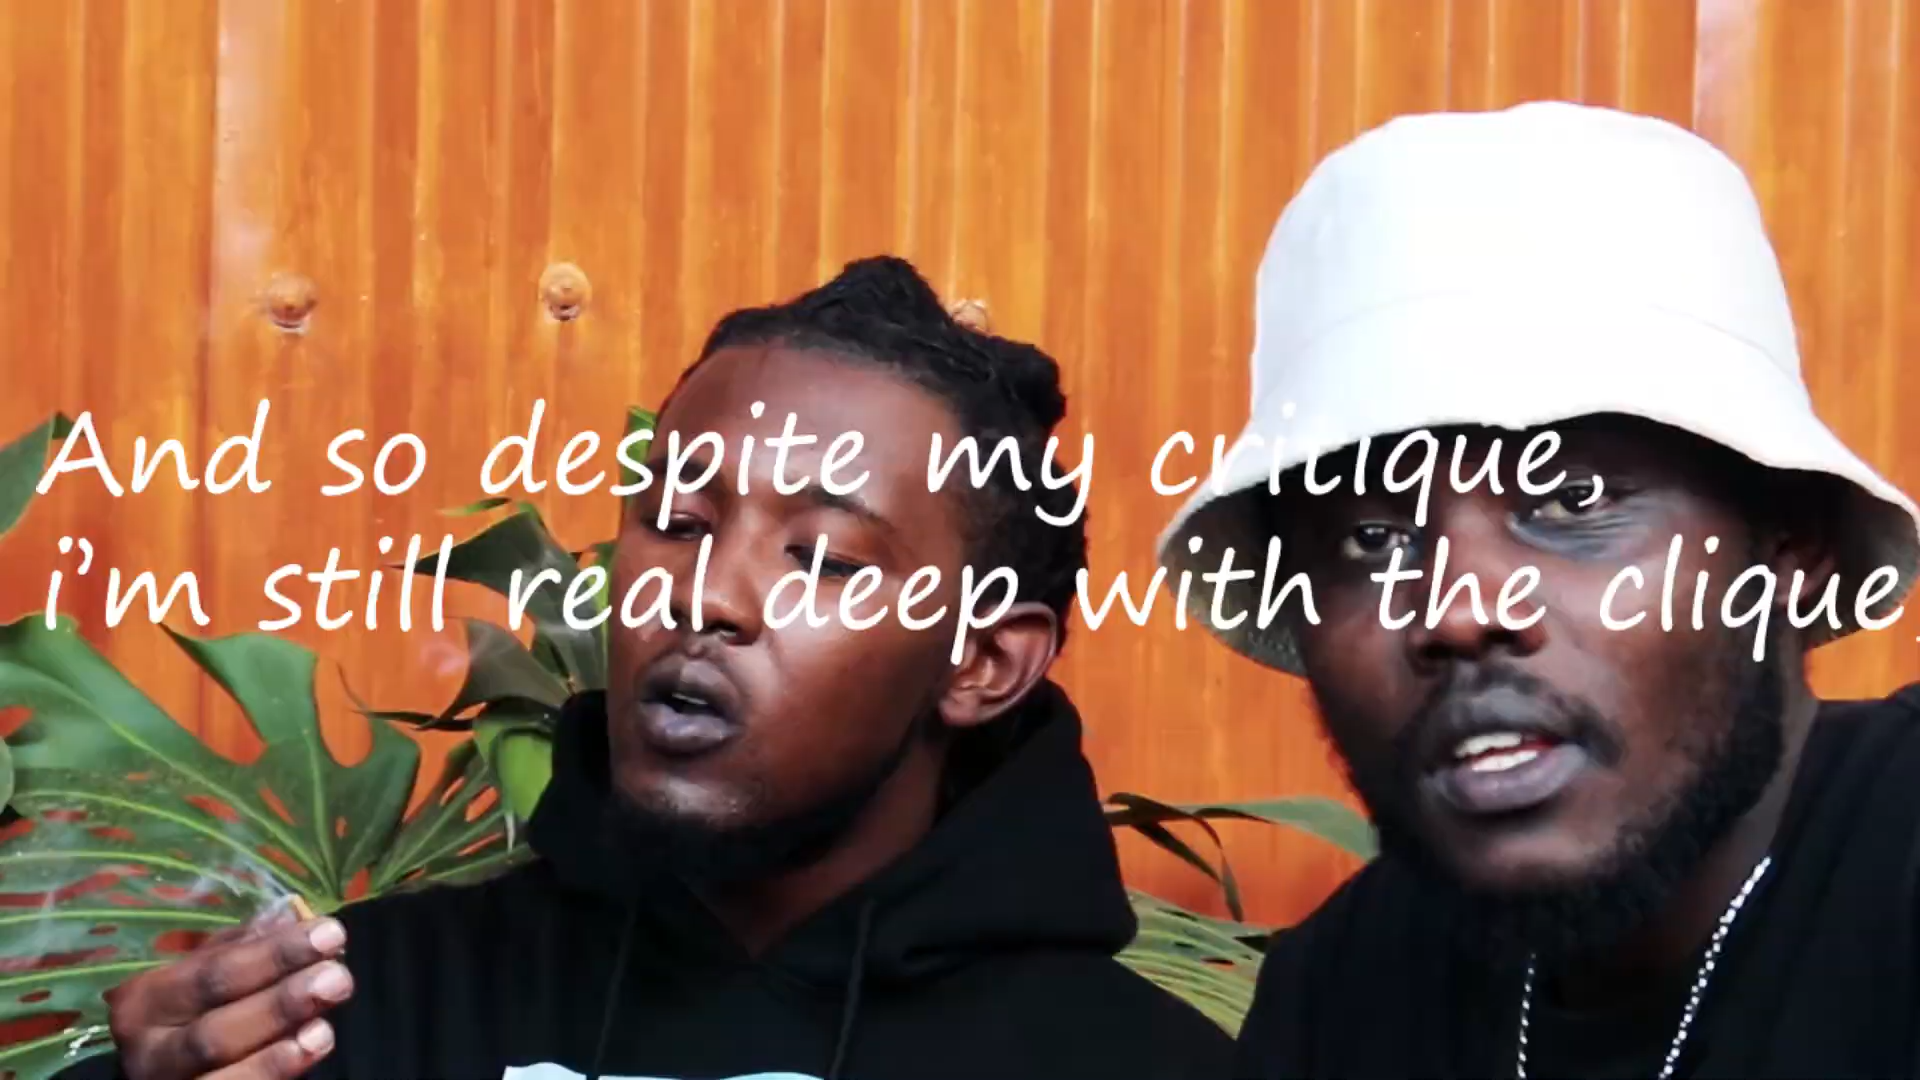 And so despite my critique,
i'm still real deep with the clique,